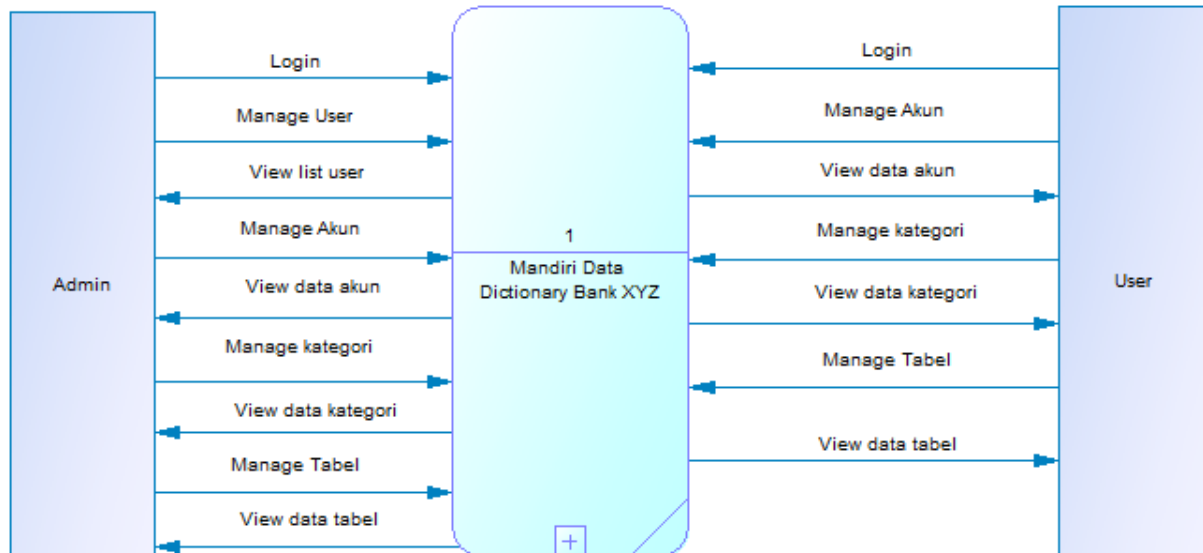 Login
Manage User
View list user
Manage Akun
View data akun
Manage kategori
View data kategori
Manage Tabel
View data tabel
Admin
1
Mandiri Data
Dictionary Bank XYZ
Login
Manage Akun
View data akun
Manage kategori
View data kategori
Manage Tabel
View data tabel
User